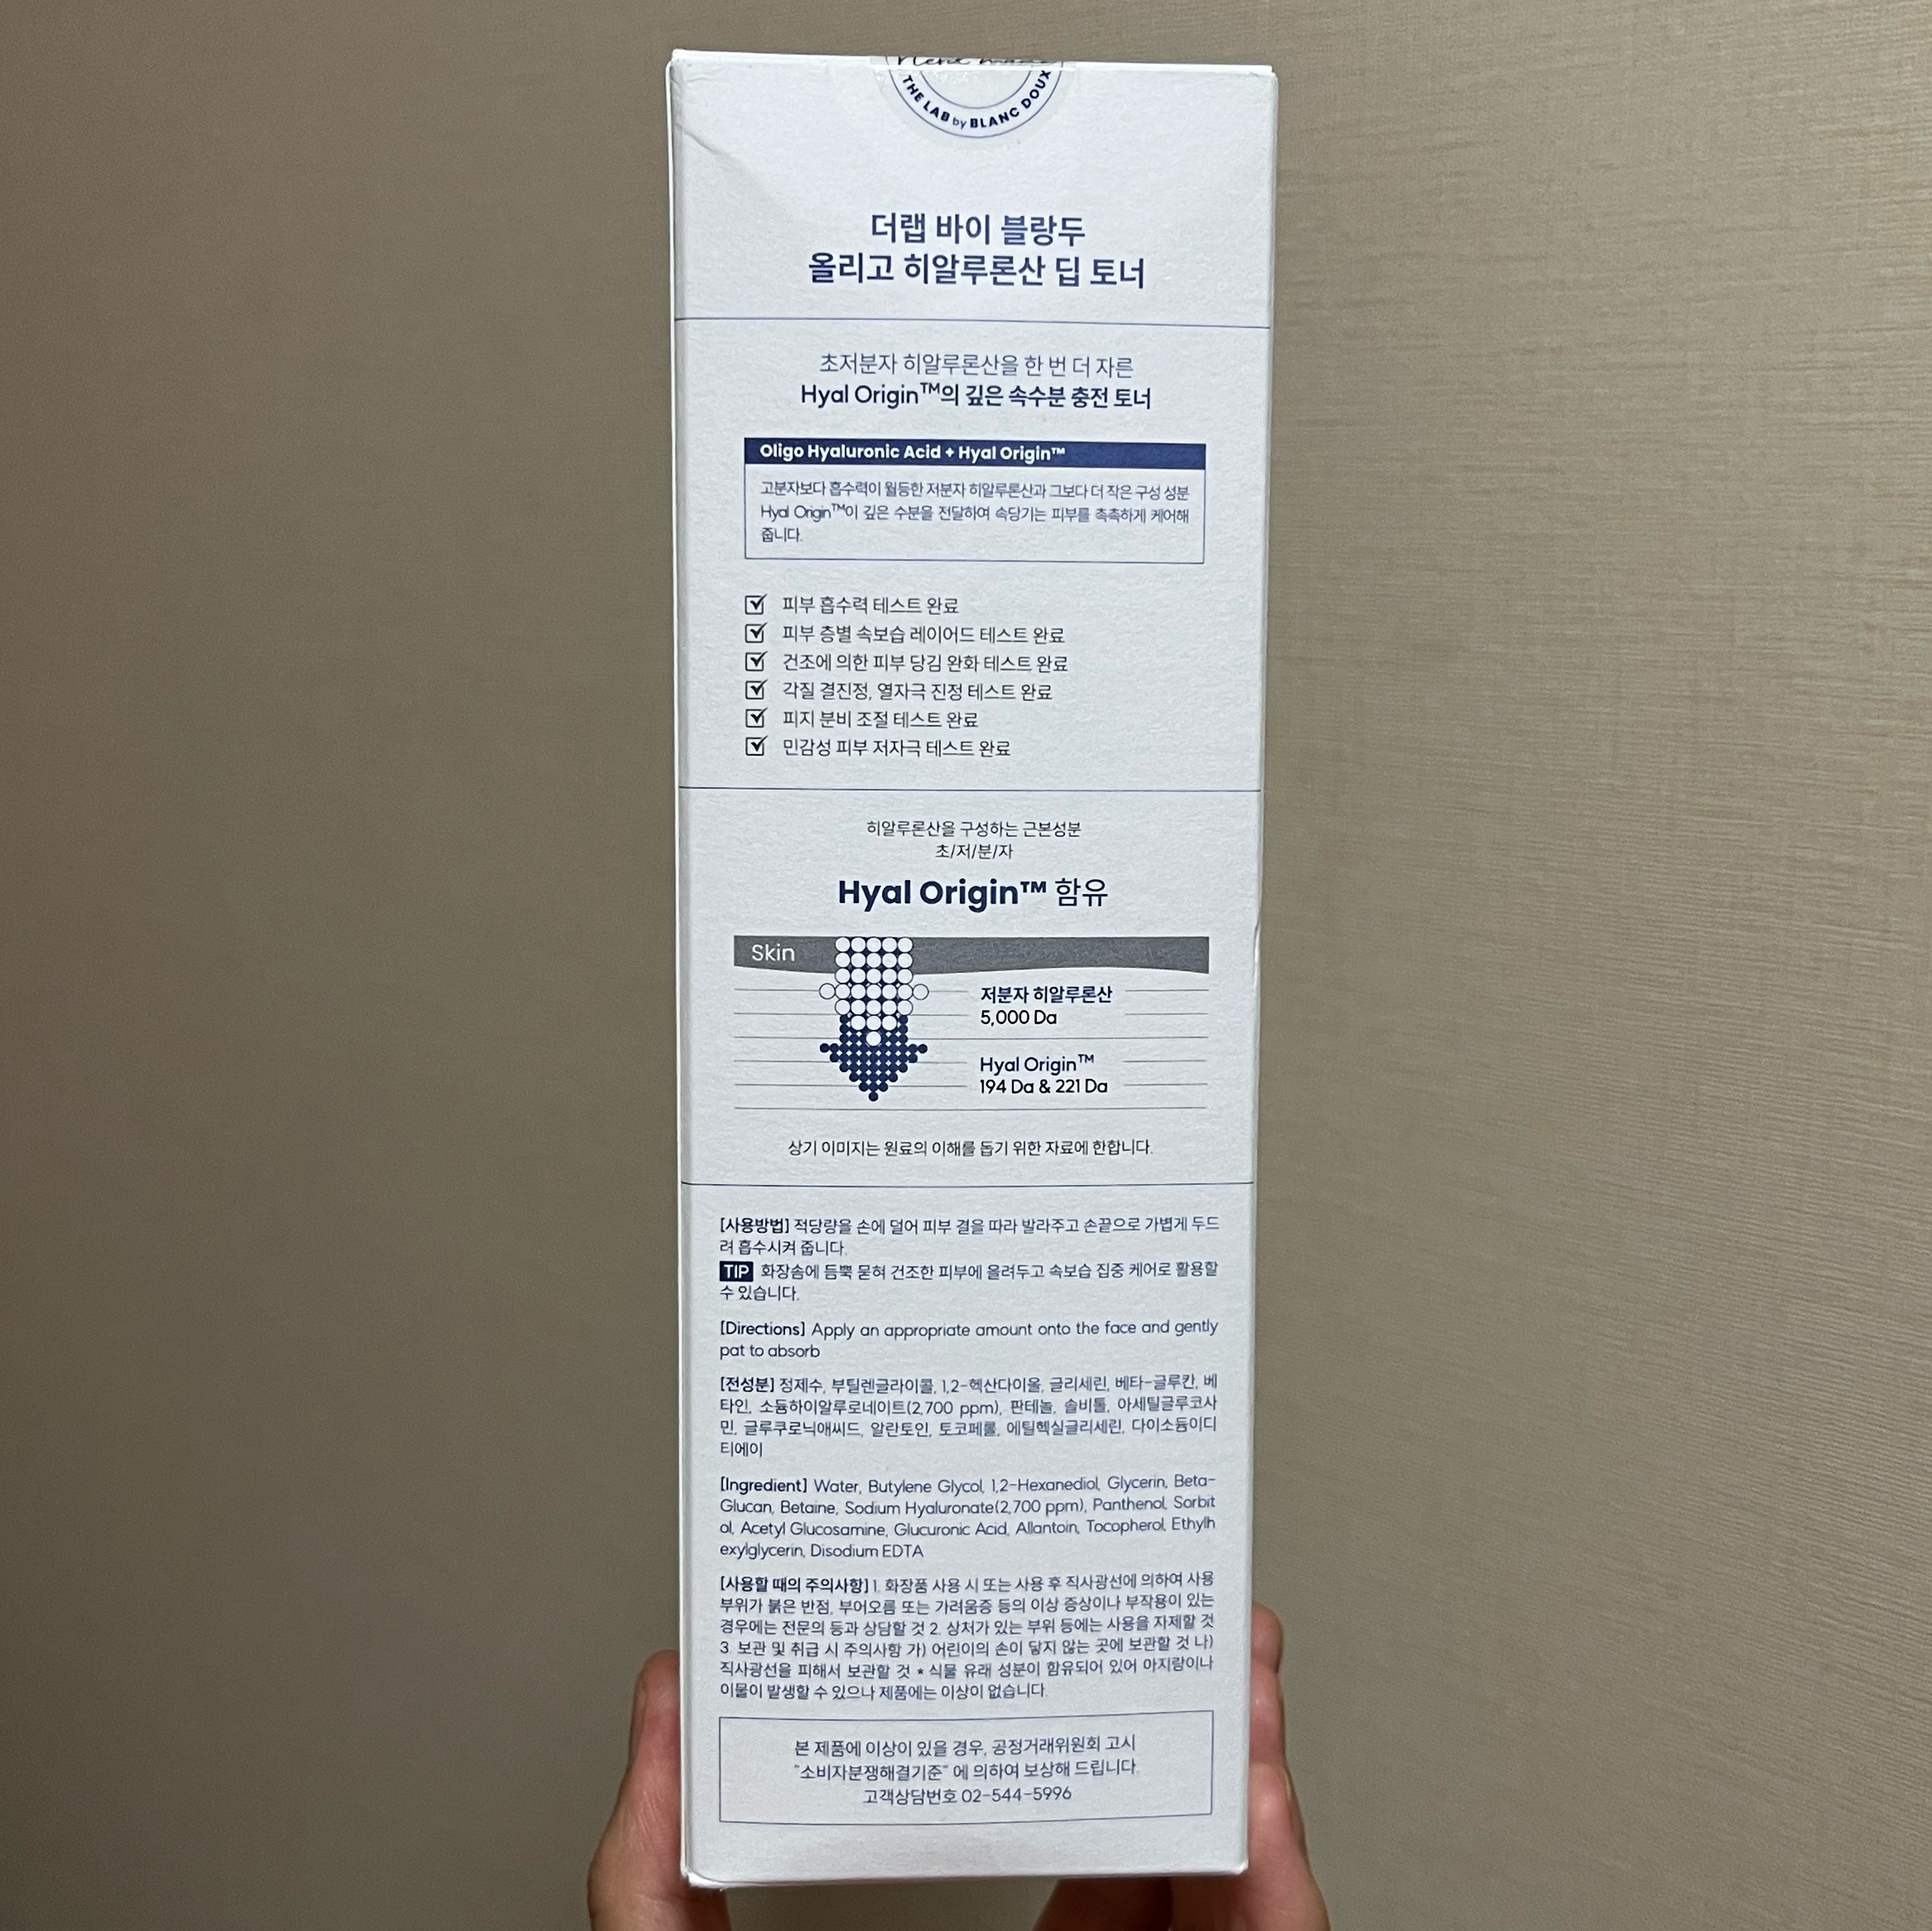 THE LAB by BLANC DOUX
더랩 바이 블랑두
올리고 히알루론산 딥 토너
초저분자 히알루론산을 한 번 더 자른
Hyal Origin™의 깊은 속수분 충전 토너
Oligo Hyaluronic Acid + Hyal Origin™
고분자보다 흡수력이 월등한 저분자 히알루론산과 그보다 더 작은 구성 성분
Hyal Origin™이 깊은 수분을 전달하여 속당기는 피부를 촉촉하게 케어해
줍니다.
피부 흡수력 테스트 완료
피부 층별 속보습 레이어드 테스트 완료
건조에 의한 피부 당김 완화 테스트 완료
각질 결진정, 열자극 진정 테스트 완료
피지 분비 조절 테스트 완료
민감성 피부 저자극 테스트 완료
히알루론산을 구성하는 근본성분
초/저/분/자
Hyal Origin™ 함유
Skin
저분자 히알루론산
5,000 Da
Hyal Origin™
194 Da & 221 Da
상기 이미지는 원료의 이해를 돕기 위한 자료에 한합니다.
[사용방법] 적당량을 손에 덜어 피부 결을 따라 발라주고 손끝으로 가볍게 두드
려 흡수시켜 줍니다.
TIP 화장솜에 듬뿍 묻혀 건조한 피부에 올려두고 속보습 집중 케어로 활용할
수 있습니다.
[Directions] Apply an appropriate amount onto the face and gently
pat to absorb
[전성분] 정제수, 부틸렌글라이콜, 1,2-헥산다이올, 글리세린, 베타-글루칸, 베
타인, 소듐하이알루로네이트(2,700 ppm), 판테놀, 솔비톨, 아세틸글루코사
민, 글루쿠로닉애씨드, 알란토인, 토코페롤, 에틸헥실글리세린, 다이소듐이디
티에이
[Ingredient] Water, Butylene Glycol, 1,2-Hexanediol, Glycerin, Beta-
Glucan, Betaine, Sodium Hyaluronate(2,700 ppm), Panthenol, Sorbit
ol, Acetyl Glucosamine, Glucuronic Acid, Allantoin, Tocopherol, Ethylh
exylglycerin, Disodium EDTA
[사용할 때의 주의사항] 1. 화장품 사용 시 또는 사용 후 직사광선에 의하여 사용
부위가 붉은 반점, 부어오름 또는 가려움증 등의 이상 증상이나 부작용이 있는
경우에는 전문의 등과 상담할 것 2. 상처가 있는 부위 등에는 사용을 자제할 것
3. 보관 및 취급 시 주의사항 가) 어린이의 손이 닿지 않는 곳에 보관할 것 나)
직사광선을 피해서 보관할 것 * 식물 유래 성분이 함유되어 있어 아지랑이나
이물이 발생할 수 있으나 제품에는 이상이 없습니다.
본 제품에 이상이 있을 경우, 공정거래위원회 고시
"소비자분쟁해결기준" 에 의하여 보상해 드립니다.
고객상담번호 02-544-5996